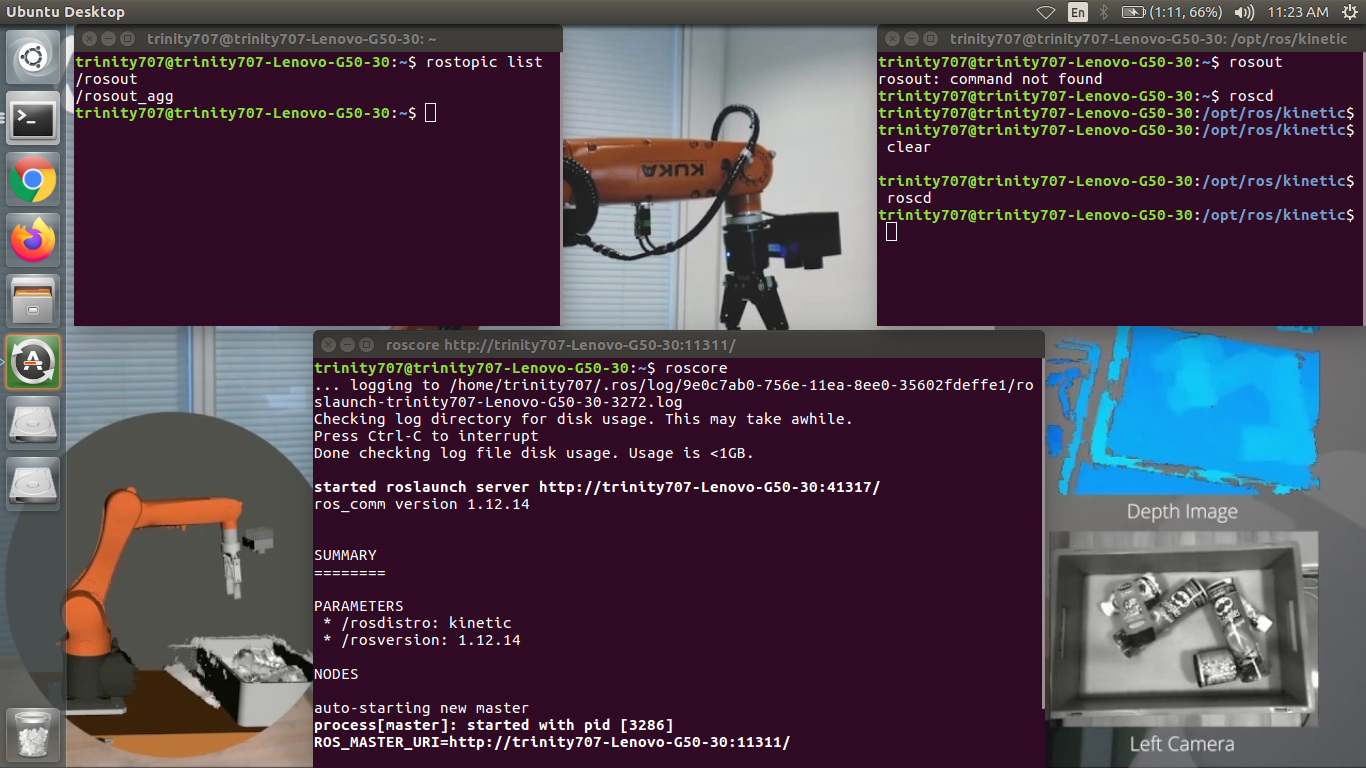 Ubuntu Desktop
En
(1:11, 66%)
11:23 AM
trinity707@trinity707-Lenovo-G50-30: ~
trinity707@trinity707-Lenovo-G50-30:~$ rostopic list
/rosout
/rosout_agg
trinity707@trinity707-Lenovo-G50-30:~$
KUKA
trinity707@trinity707-Lenovo-G50-30: /opt/ros/kinetic
trinity707@trinity707-Lenovo-G50-30:~$ rosout
rosout: command not found
trinity707@trinity707-Lenovo-G50-30:~$ roscd
trinity707@trinity707-Lenovo-G50-30:/opt/ros/kinetic$
trinity707@trinity707-Lenovo-G50-30:/opt/ros/kinetic$
clear
trinity707@trinity707-Lenovo-G50-30:/opt/ros/kinetic$
roscd
trinity707@trinity707-Lenovo-G50-30:/opt/ros/kinetic$
roscore http://trinity707-Lenovo-G50-30:11311/
trinity707@trinity707-Lenovo-G50-30:~$ roscore
... logging to /home/trinity707/.ros/log/9e0c7ab0-756e-11ea-8ee0-35602fdeffe1/ro
slaunch-trinity707-Lenovo-G50-30-3272.log
Checking log directory for disk usage. This may take awhile.
Press Ctrl-C to interrupt
Done checking log file disk usage. Usage is <1GB.
started roslaunch server http://trinity707-Lenovo-G50-30:41317/
ros_comm version 1.12.14
SUMMARY
========
PARAMETERS
* /rosdistro: kinetic
* /rosversion: 1.12.14
NODES
auto-starting new master
process[master]: started with pid [3286]
ROS_MASTER_URI=http://trinity707-Lenovo-G50-30:11311/
Depth Image
Left Camera